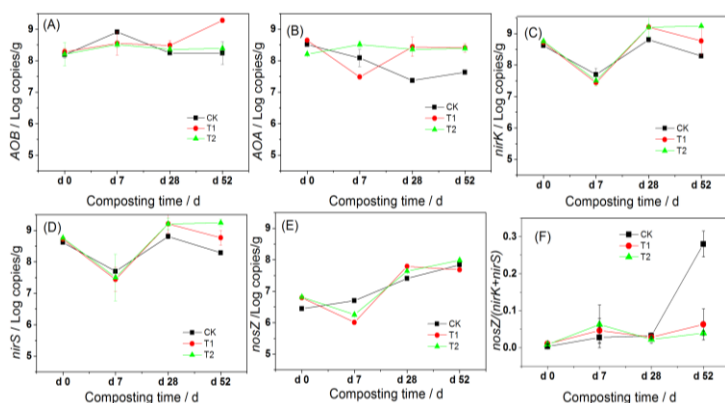 (A)
AOB / Log copies/g
9
8
7
6
5
CK
T1
T2
d 0 d 7 d 28 d 52
Composting time / d
(B)
AOA / Log copies/g
9
8
7
6
5
CK
T1
T2
d 0 d 7 d 28 d 52
Composting time / d
(C)
nirK / Log copies/g
9
8
7
6
5
CK
T1
T2
d 0 d 7 d 28 d 52
Composting time / d
(D)
nirS / Log copies/g
9
8
7
6
5
CK
T1
T2
d 0 d 7 d 28 d 52
Composting time / d
(E)
nosZ /Log copies/g
9
8
7
6
5
CK
T1
T2
d 0 d 7 d 28 d 52
Composting time / d
(F)
nosZ/(nirK+nirS)
0.3
0.2
0.1
0.0
CK
T1
T2
d 0 d 7 d 28 d 52
Composting time / d